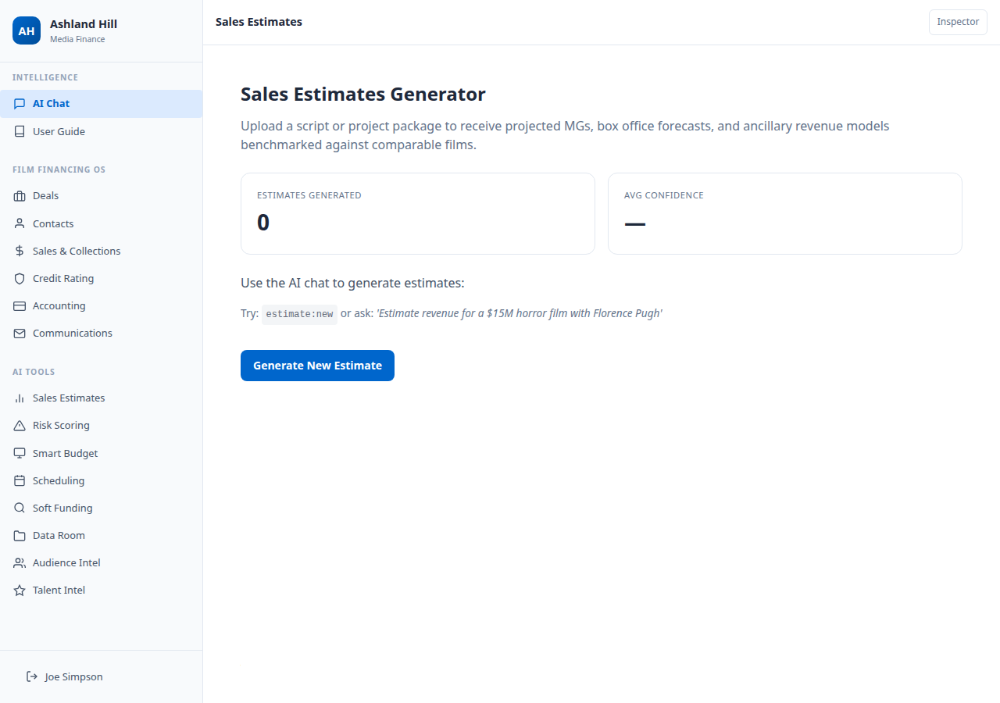 AH
Ashland Hill
Media Finance
INTELLIGENCE
AI Chat
User Guide
FILM FINANCING OS
Deals
Contacts
Sales & Collections
Credit Rating
Accounting
Communications
AI TOOLS
Sales Estimates
Risk Scoring
Smart Budget
Scheduling
Soft Funding
Data Room
Audience Intel
Talent Intel
Joe Simpson
Sales Estimates
Inspector
Sales Estimates Generator
Upload a script or project package to receive projected MGs, box office forecasts, and ancillary revenue models
benchmarked against comparable films.
ESTIMATES GENERATED
0
AVG CONFIDENCE
—
Use the AI chat to generate estimates:
Try: estimate:new or ask: 'Estimate revenue for a $15M horror film with Florence Pugh'
Generate New Estimate